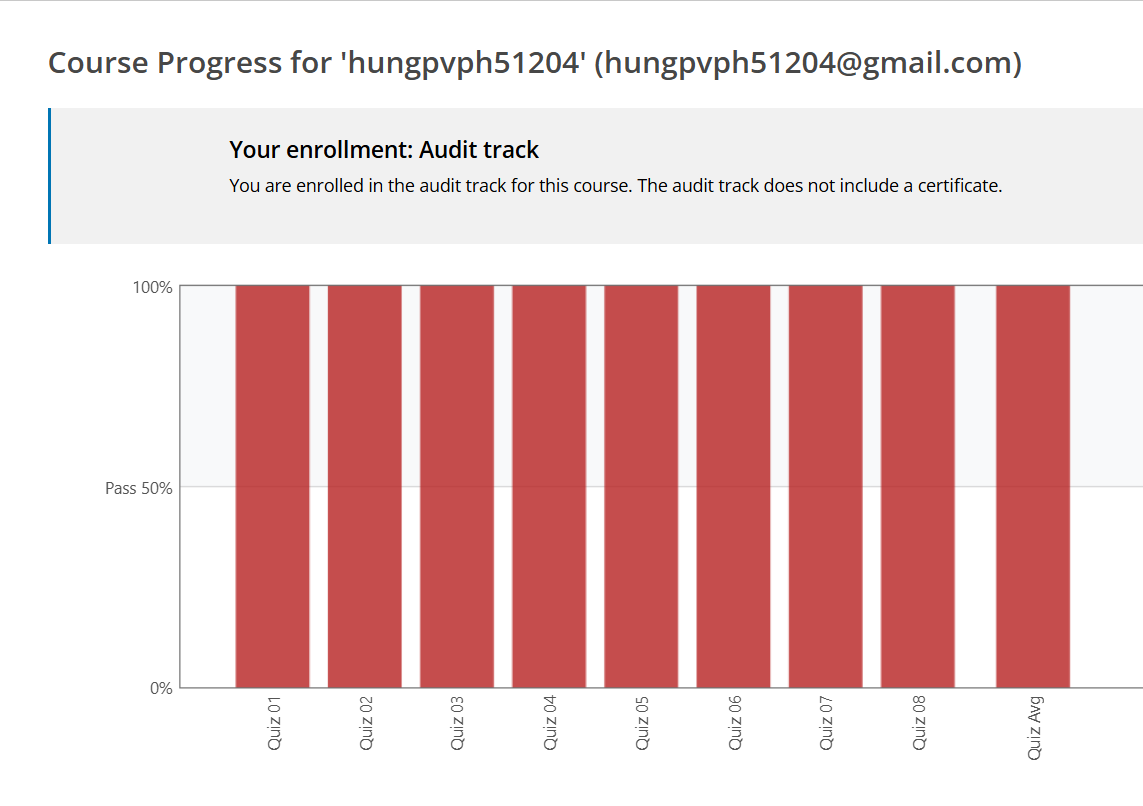 Course Progress for 'hungpvph51204' (hungpvph51204@gmail.com)
Your enrollment: Audit track
You are enrolled in the audit track for this course. The audit track does not include a certificate.
100%
Pass 50%
0%
Quiz 01
Quiz 02
Quiz 03
Quiz 04
Quiz 05
Quiz 06
Quiz 07
Quiz 08
Quiz Avg